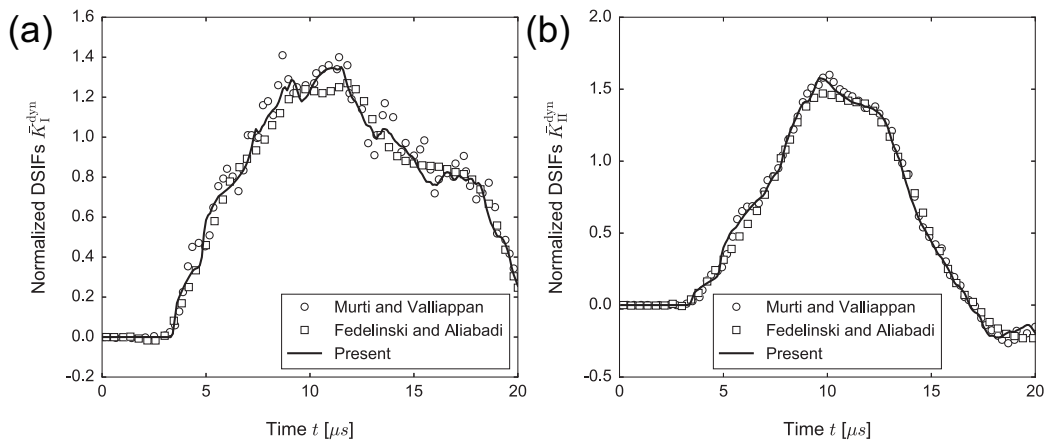 (a)
Normalized DSIFs K̄_I^dyn
1.6
1.4
1.2
1.0
0.8
0.6
0.4
0.2
0.0
-0.2
0
5
10
15
20
Time t [μs]
Murti and Valliappan
Fedelinski and Aliabadi
Present
(b)
Normalized DSIFs K̄_II^dyn
2.0
1.5
1.0
0.5
0.0
-0.5
0
5
10
15
20
Time t [μs]
Murti and Valliappan
Fedelinski and Aliabadi
Present